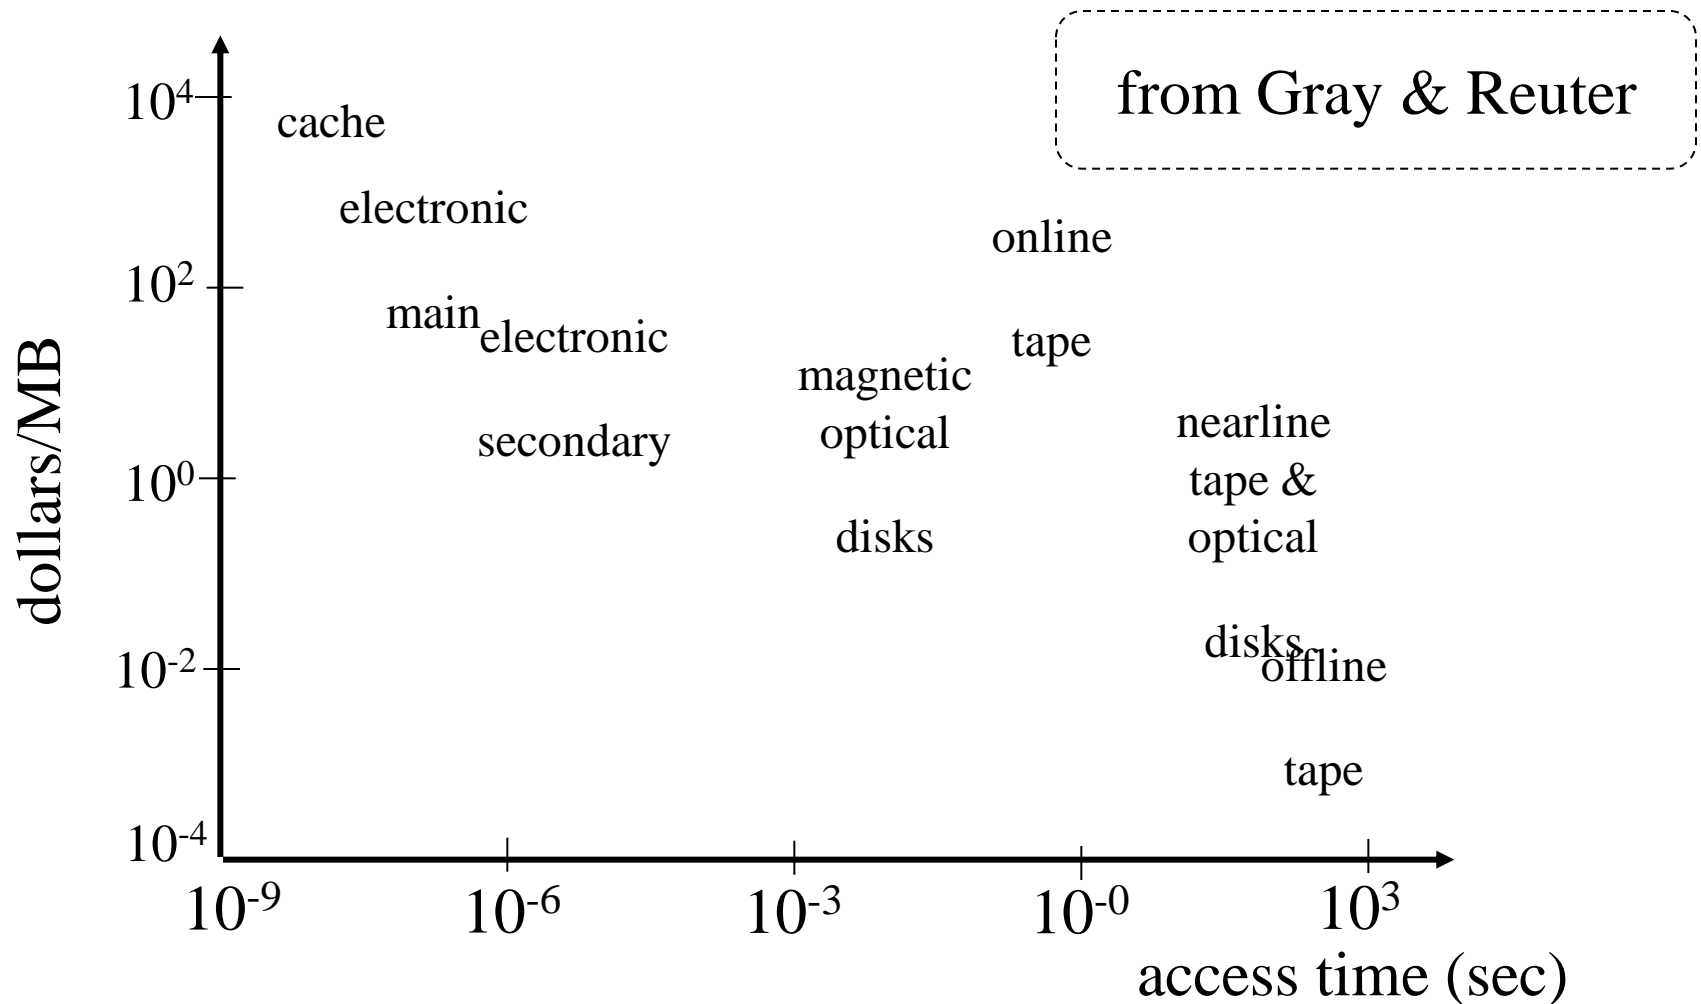 from Gray & Reuter
10⁴
cache
electronic
main
online
tape
10²
electronic
secondary
magnetic
optical
disks
nearline
tape &
optical
disks
offline
tape
10⁰
10⁻²
10⁻⁴
dollars/MB
10⁻⁹
10⁻⁶
10⁻³
10⁻⁰
10³
access time (sec)